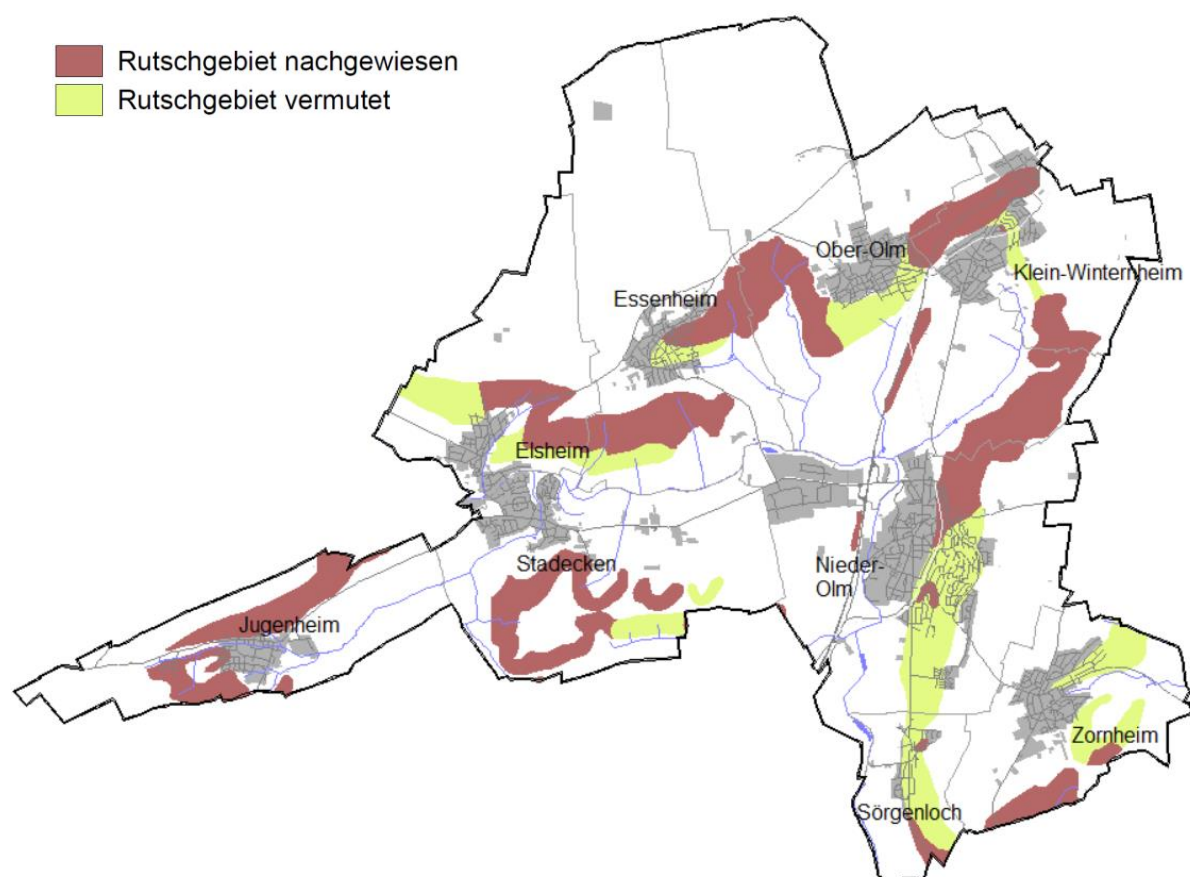 Rutschgebiet nachgewiesen
Rutschgebiet vermutet
Ober-Olm
Klein-Winternheim
Essenheim
Elsheim
Stadecken
Nieder-
Olm
Jugenheim
Zornheim
Sörgenloch